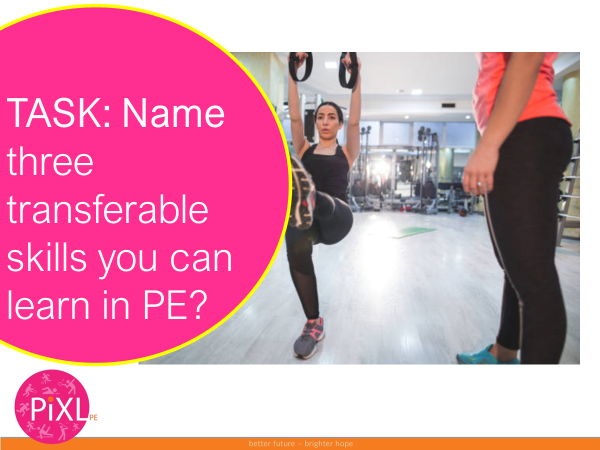 TASK: Name
three
transferable
skills you can
learn in PE?
PiXL PE
better future – brighter hope